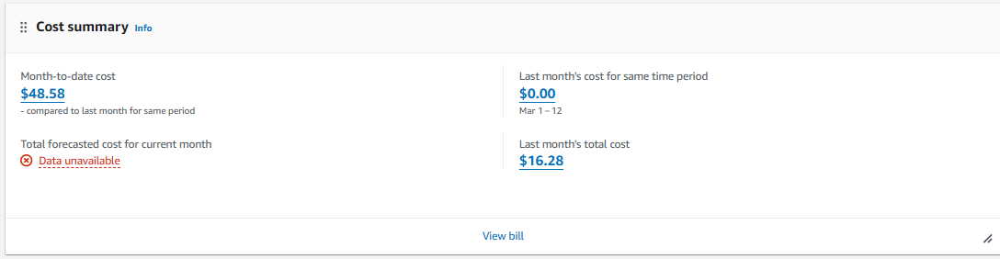 Cost summary Info
Month-to-date cost
$48.58
- compared to last month for same period
Last month's cost for same time period
$0.00
Mar 1 – 12
Total forecasted cost for current month
Data unavailable
Last month's total cost
$16.28
View bill